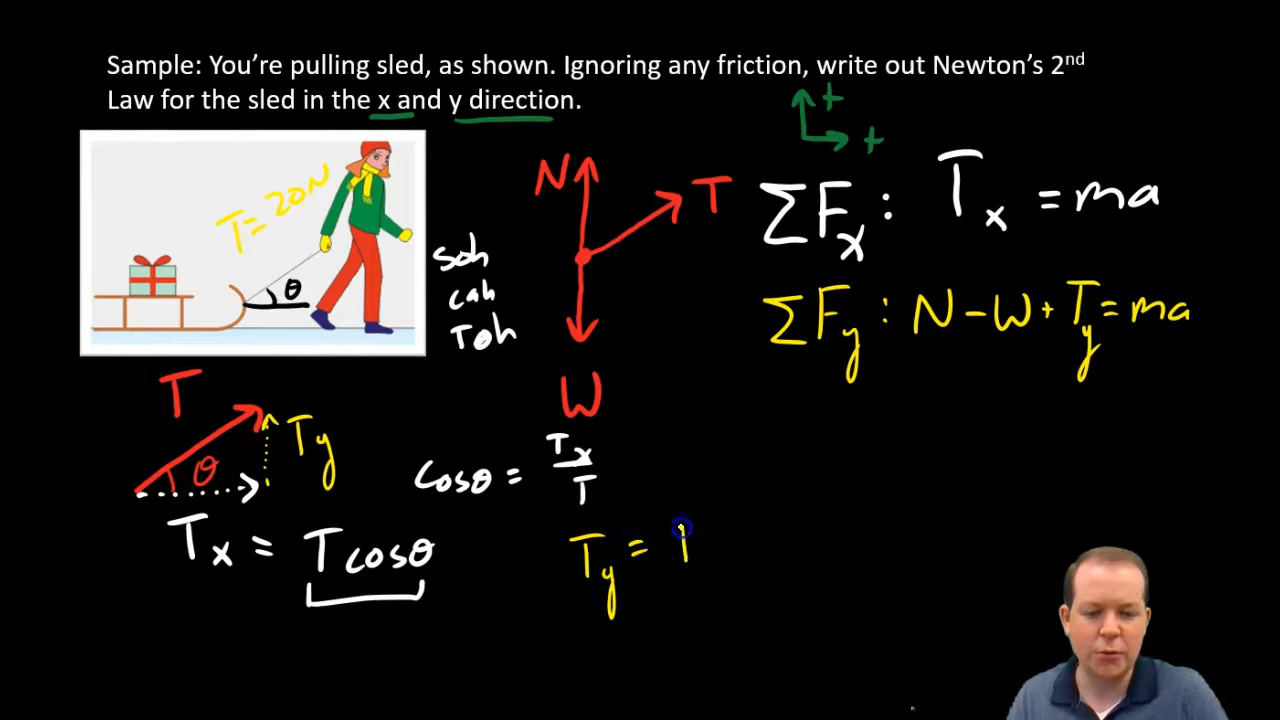 Sample: You're pulling sled, as shown. Ignoring any friction, write out Newton's 2nd
Law for the sled in the x and y direction.
+
+
T = 20N
θ
soh
cah
Toh
N
T
W
ΣFx : Tx = ma
ΣFy : N - W + Ty = ma
T
θ
Ty
cosθ = Tx/T
Tx = Tcosθ
Ty =